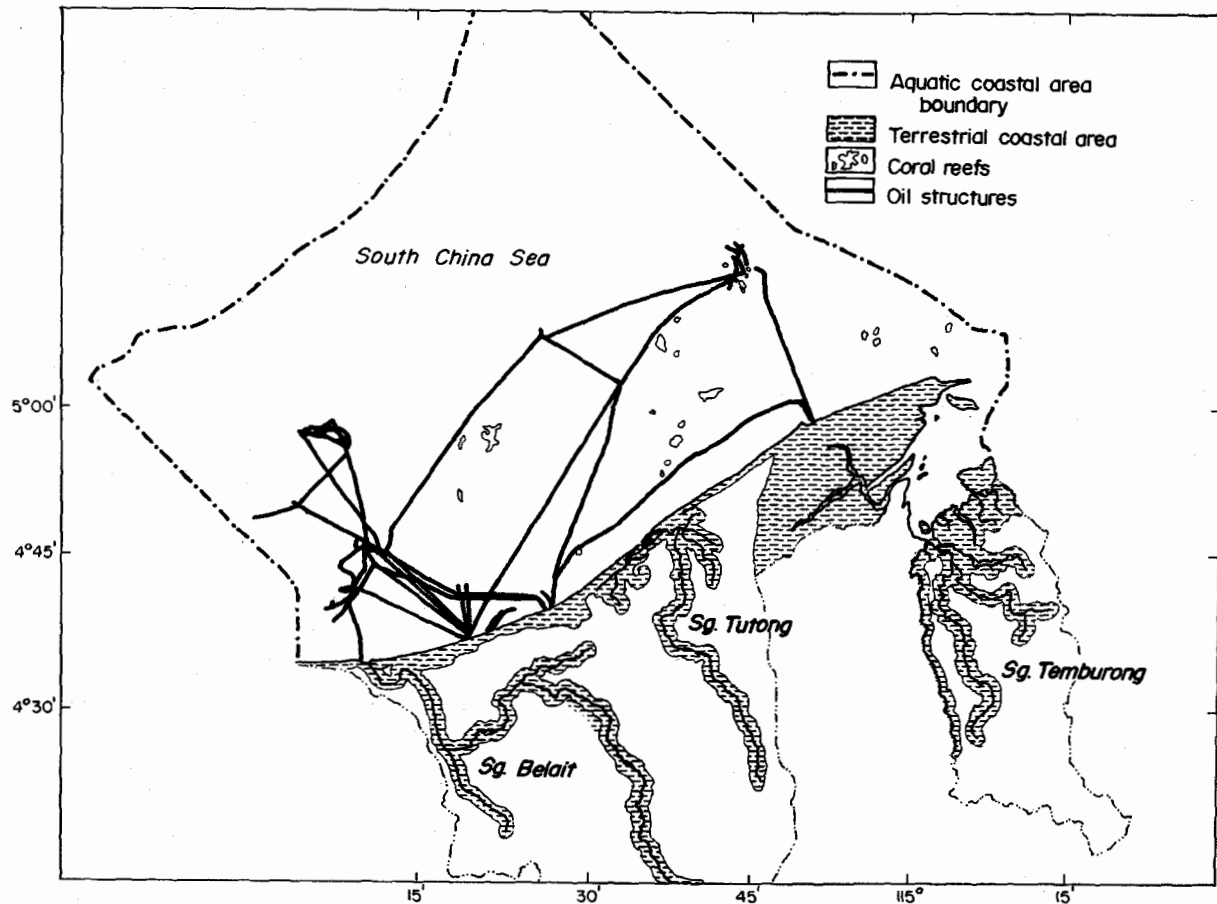 Aquatic coastal area
boundary
Terrestrial coastal area
Coral reefs
Oil structures
South China Sea
5°00'
4°45'
4°30'
Sg. Tutong
Sg. Temburong
Sg. Belait
15'
30'
45'
115°
15'